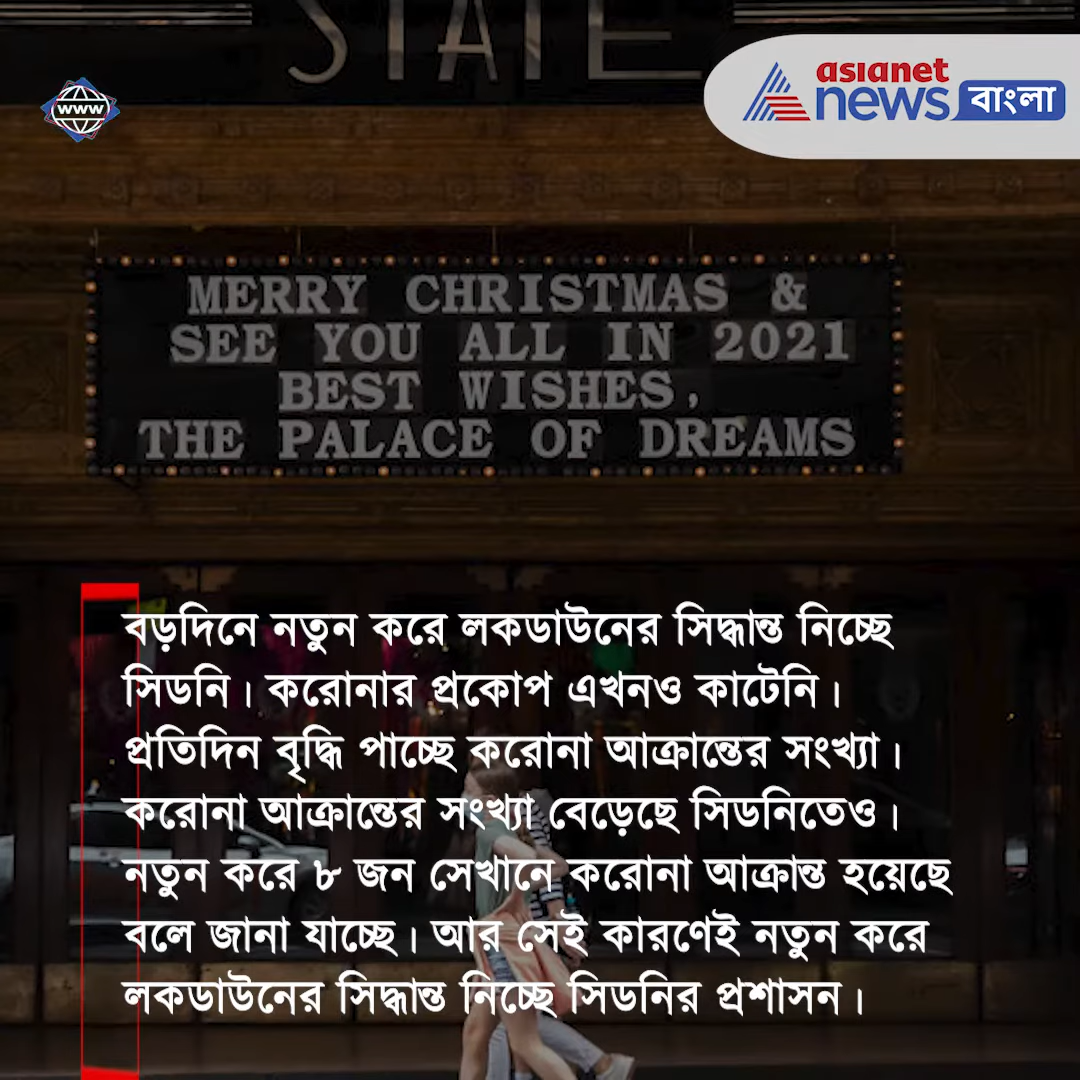 STATE
www
asianet
news বাংলা
MERRY CHRISTMAS &
SEE YOU ALL IN 2021
BEST WISHES,
THE PALACE OF DREAMS
বড়দিনে নতুন করে লকডাউনের সিদ্ধান্ত নিচ্ছে
সিডনি। করোনার প্রকোপ এখনও কাটেনি।
প্রতিদিন বৃদ্ধি পাচ্ছে করোনা আক্রান্তের সংখ্যা।
করোনা আক্রান্তের সংখ্যা বেড়েছে সিডনিতেও।
নতুন করে ৮ জন সেখানে করোনা আক্রান্ত হয়েছে
বলে জানা যাচ্ছে। আর সেই কারণেই নতুন করে
লকডাউনের সিদ্ধান্ত নিচ্ছে সিডনির প্রশাসন।